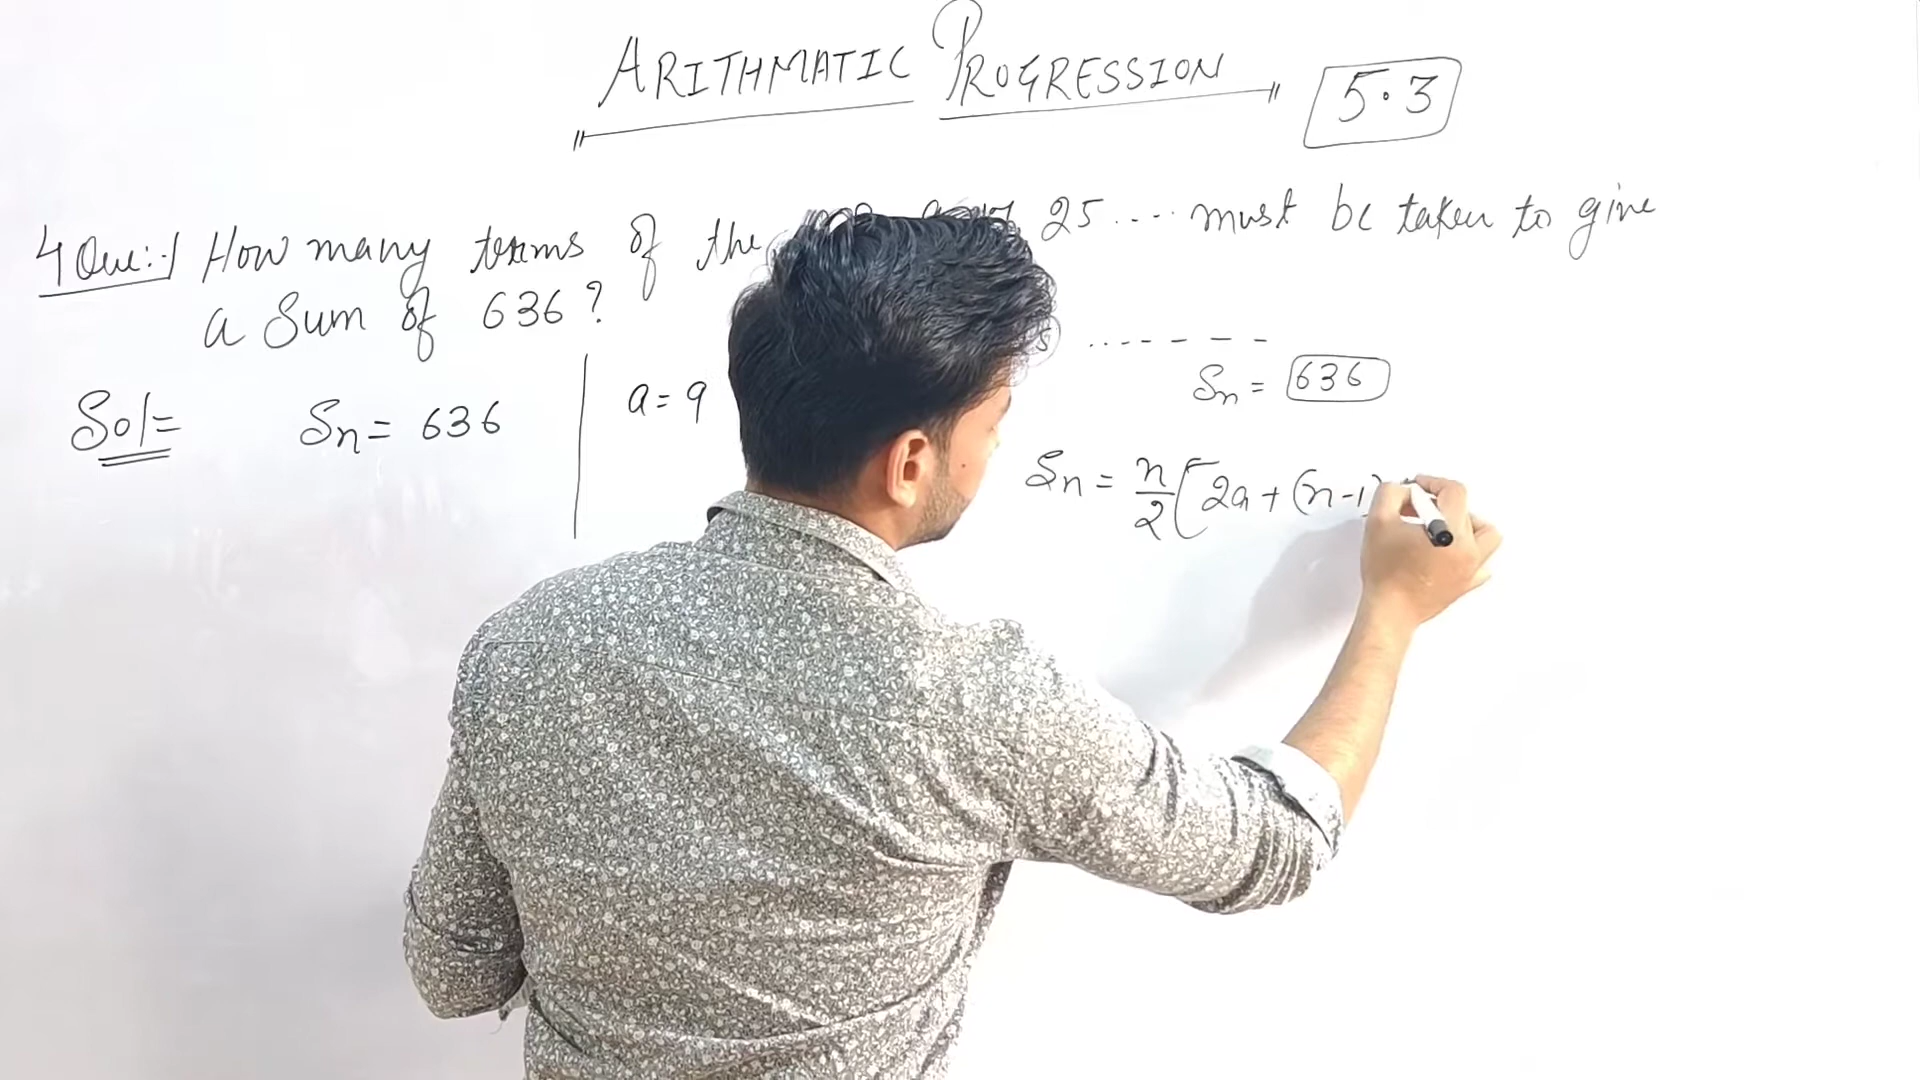 ARITHMATIC PROGRESSION 5.3
4 Que:-| How many terms of the 25 .... must be taken to give
a Sum of 636?
Sol= Sn = 636
a = 9
Sn = 636
Sn = n/2 [2a + (n-1)